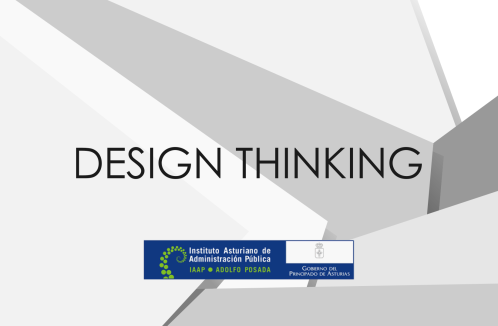 DESIGN THINKING
Instituto Asturiano de
Administración Pública
IAAP ● ADOLFO POSADA
GOBIERNO DEL
PRINCIPADO DE ASTURIAS